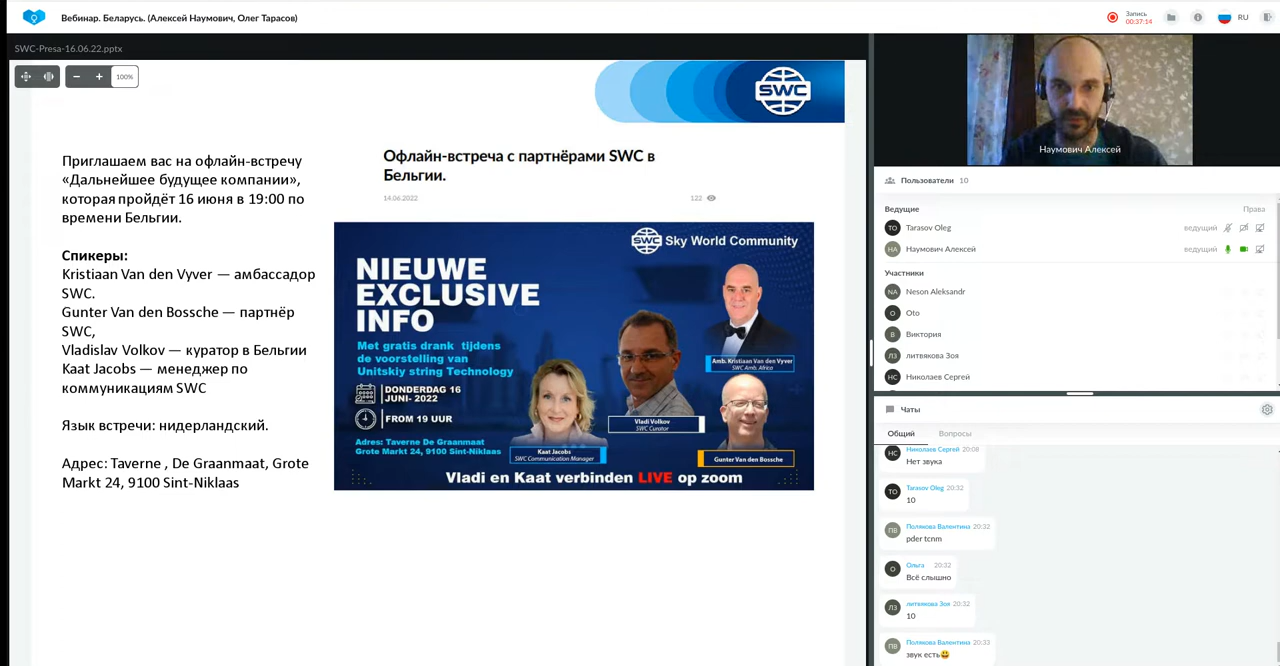 Вебинар. Беларусь. (Алексей Наумович, Олег Тарасов)
Запись
00:37:14
RU
SWC-Presa-16.06.22.pptx
100%
SWC
Приглашаем вас на офлайн-встречу
«Дальнейшее будущее компании»,
которая пройдёт 16 июня в 19:00 по
времени Бельгии.
Спикеры:
Kristiaan Van den Vyver — амбассадор
SWC.
Gunter Van den Bossche — партнёр
SWC,
Vladislav Volkov — куратор в Бельгии
Kaat Jacobs — менеджер по
коммуникациям SWC
Язык встречи: нидерландский.
Адрес: Taverne , De Graanmaat, Grote
Markt 24, 9100 Sint-Niklaas
Офлайн-встреча с партнёрами SWC в
Бельгии.
14.06.2022
122
SWC Sky World Community
NIEUWE
EXCLUSIVE
INFO
Met gratis drank tijdens
de voorstelling van
Unitskiy string Technology
DONDERDAG 16
JUNI- 2022
FROM 19 UUR
Adres: Taverne De Graanmaat
Grote Markt 24, 9100 Sint-Niklaas
Kaat Jacobs
SWC Communication Manager
Vladi Volkov
SWC Curator
Amb. Kristiaan Van den Vyver
SWC Amb. Africa
Gunter Van den Bossche
Vladi en Kaat verbinden LIVE op zoom
Наумович Алексей
Пользователи 10
Ведущие
Права
TO Tarasov Oleg ведущий
НА Наумович Алексей ведущий
Участники
NA Neson Aleksandr
O Oto
В Виктория
ЛЗ литвякова Зоя
НС Николаев Сергей
Чаты
Общий
Вопросы
НС Николаев Сергей 20:08
Нет звука
TO Tarasov Oleg 20:32
10
ПВ Полякова Валентина 20:32
pder tcnm
О Ольга 20:32
Всё слышно
ЛЗ литвякова Зоя 20:32
10
ПВ Полякова Валентина 20:33
звук есть😃